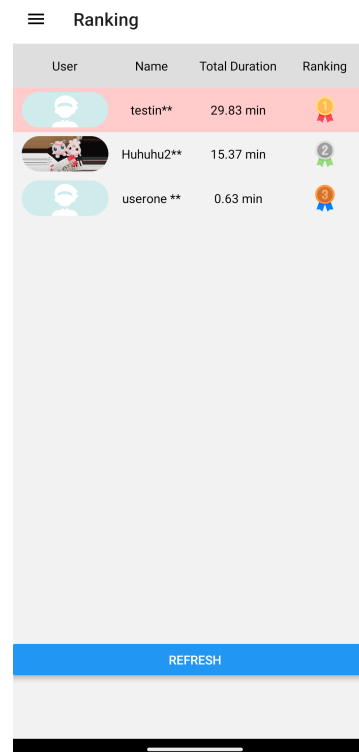 Ranking
User Name Total Duration Ranking
testin** 29.83 min 1
Huhuhu2** 15.37 min 2
userone ** 0.63 min 3
REFRESH